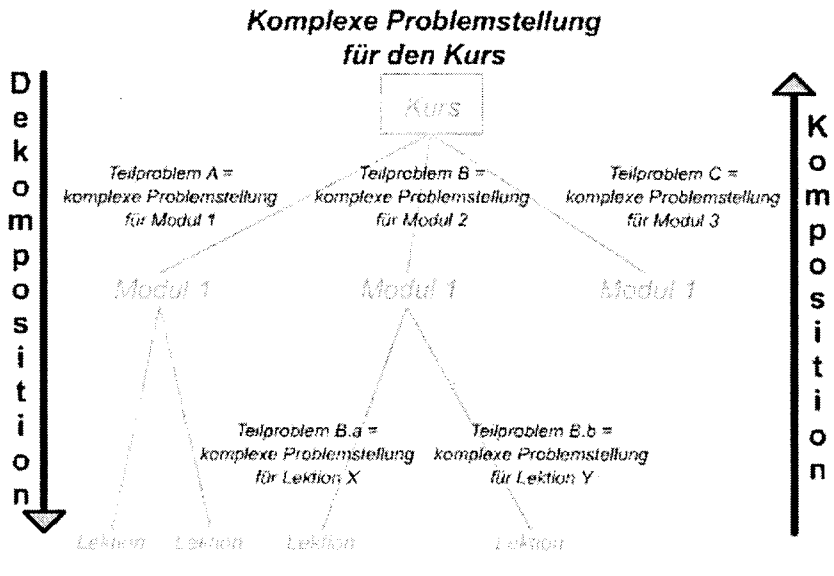 Komplexe Problemstellung
für den Kurs
Dekomposition
Komposition
Kurs
Teilproblem A =
komplexe Problemstellung
für Modul 1
Teilproblem B =
komplexe Problemstellung
für Modul 2
Teilproblem C =
komplexe Problemstellung
für Modul 3
Modul 1
Modul 1
Modul 1
Teilproblem B.a =
komplexe Problemstellung
für Lektion X
Teilproblem B.b =
komplexe Problemstellung
für Lektion Y
Lektion
Lektion
Lektion
Lektion